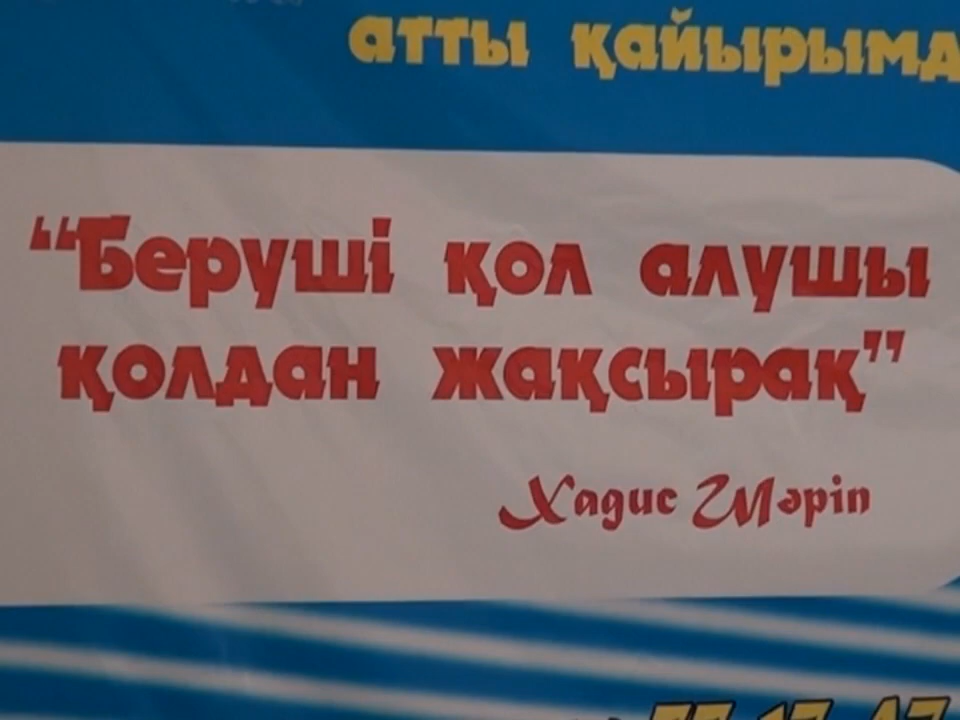 атты қайырымд
“Беруші қол алушы
қолдан жақсырақ”
Хадис Шәріп